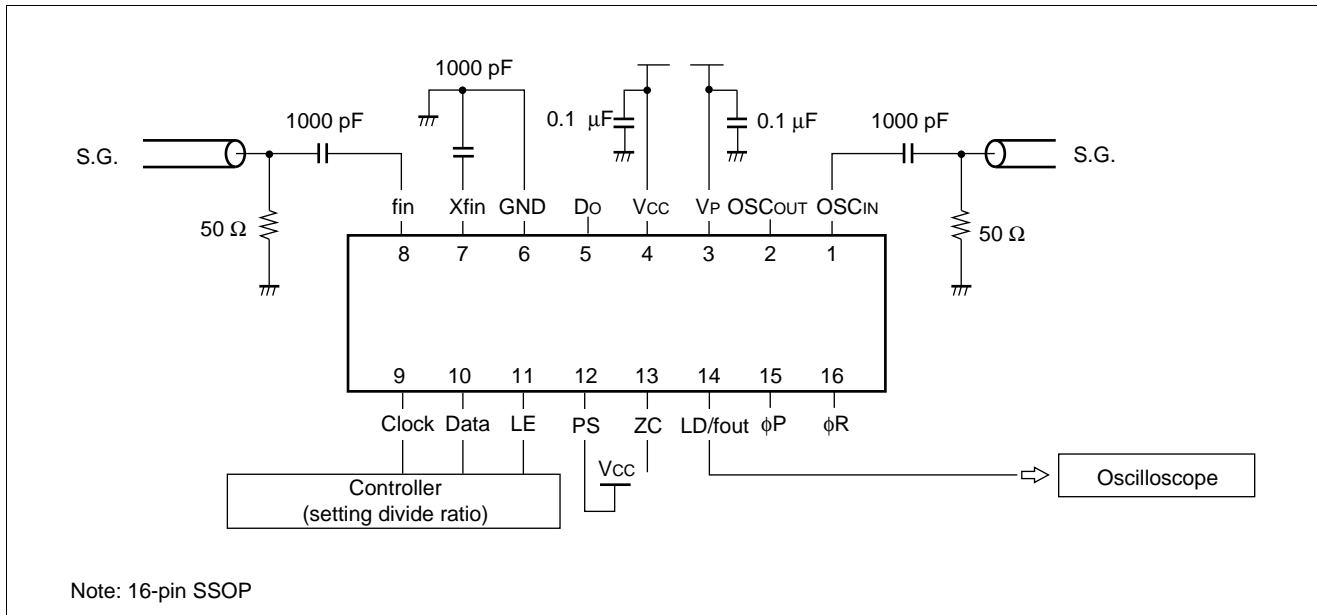 1000 pF
1000 pF
0.1 μF
0.1 μF
1000 pF
S.G.
S.G.
50 Ω
50 Ω
fin Xfin GND DO VCC VP OSCOUT OSCIN
8 7 6 5 4 3 2 1
9 10 11 12 13 14 15 16
Clock Data LE PS ZC LD/fout ϕP ϕR
VCC
Controller
(setting divide ratio)
Oscilloscope
Note: 16-pin SSOP